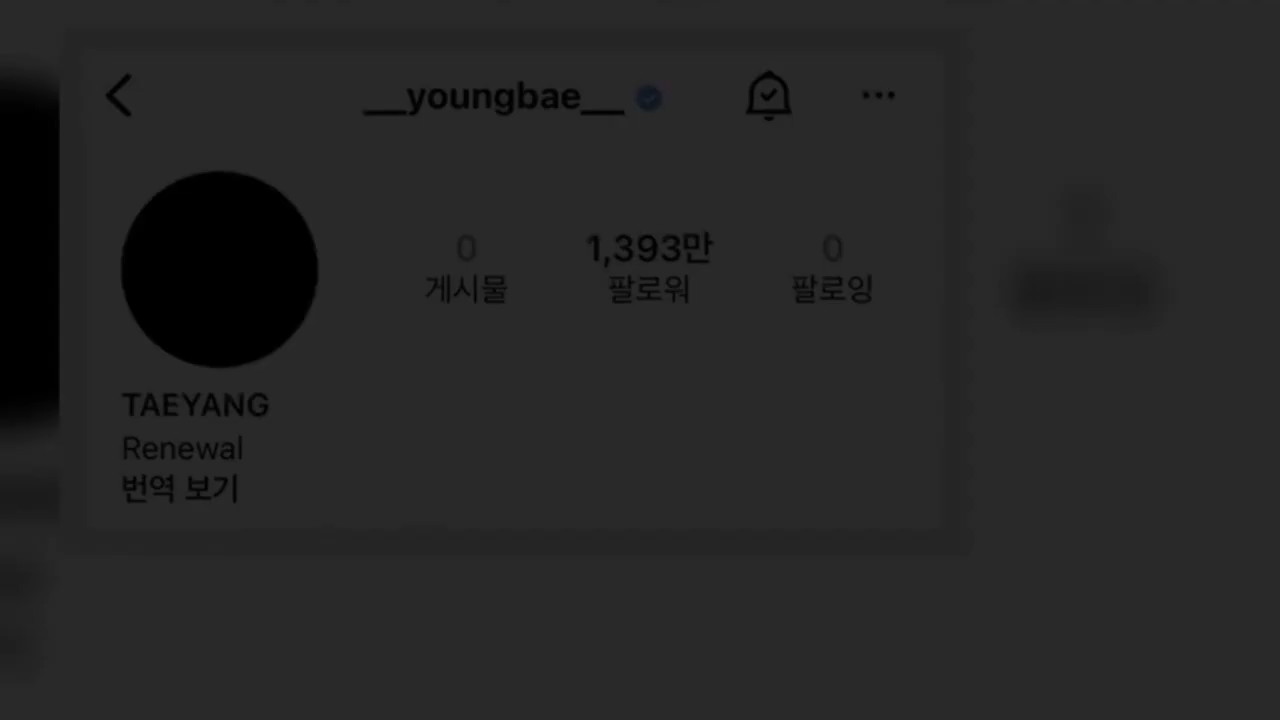 __youngbae__
0 1,393만 0
게시물 팔로워 팔로잉
TAEYANG
Renewal
번역 보기